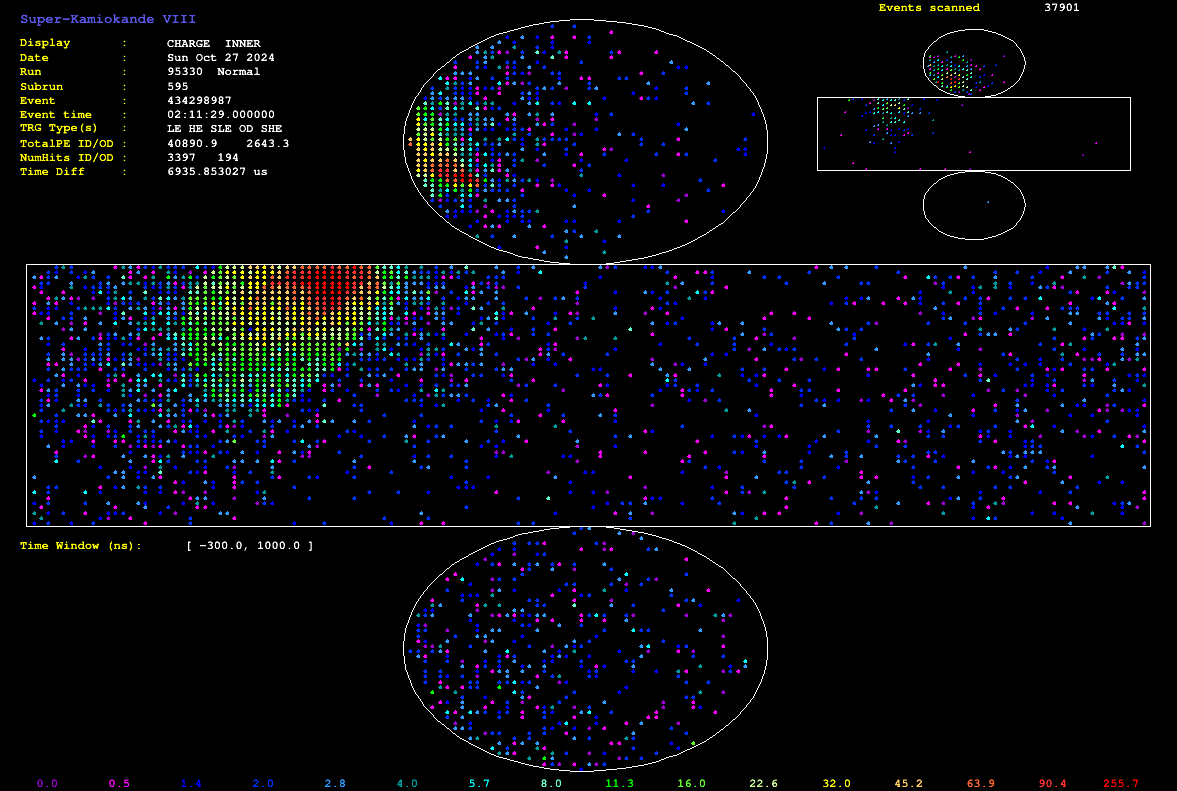 Super-Kamiokande VIII
Events scanned 37901
Display : CHARGE INNER
Date : Sun Oct 27 2024
Run : 95330 Normal
Subrun : 595
Event : 434298987
Event time : 02:11:29.000000
TRG Type(s) : LE HE SLE OD SHE
TotalPE ID/OD : 40890.9 2643.3
NumHits ID/OD : 3397 194
Time Diff : 6935.853027 us
Time Window (ns): [ -300.0, 1000.0 ]
0.0 0.5 1.4 2.0 2.8 4.0 5.7 8.0 11.3 16.0 22.6 32.0 45.2 63.9 90.4 255.7